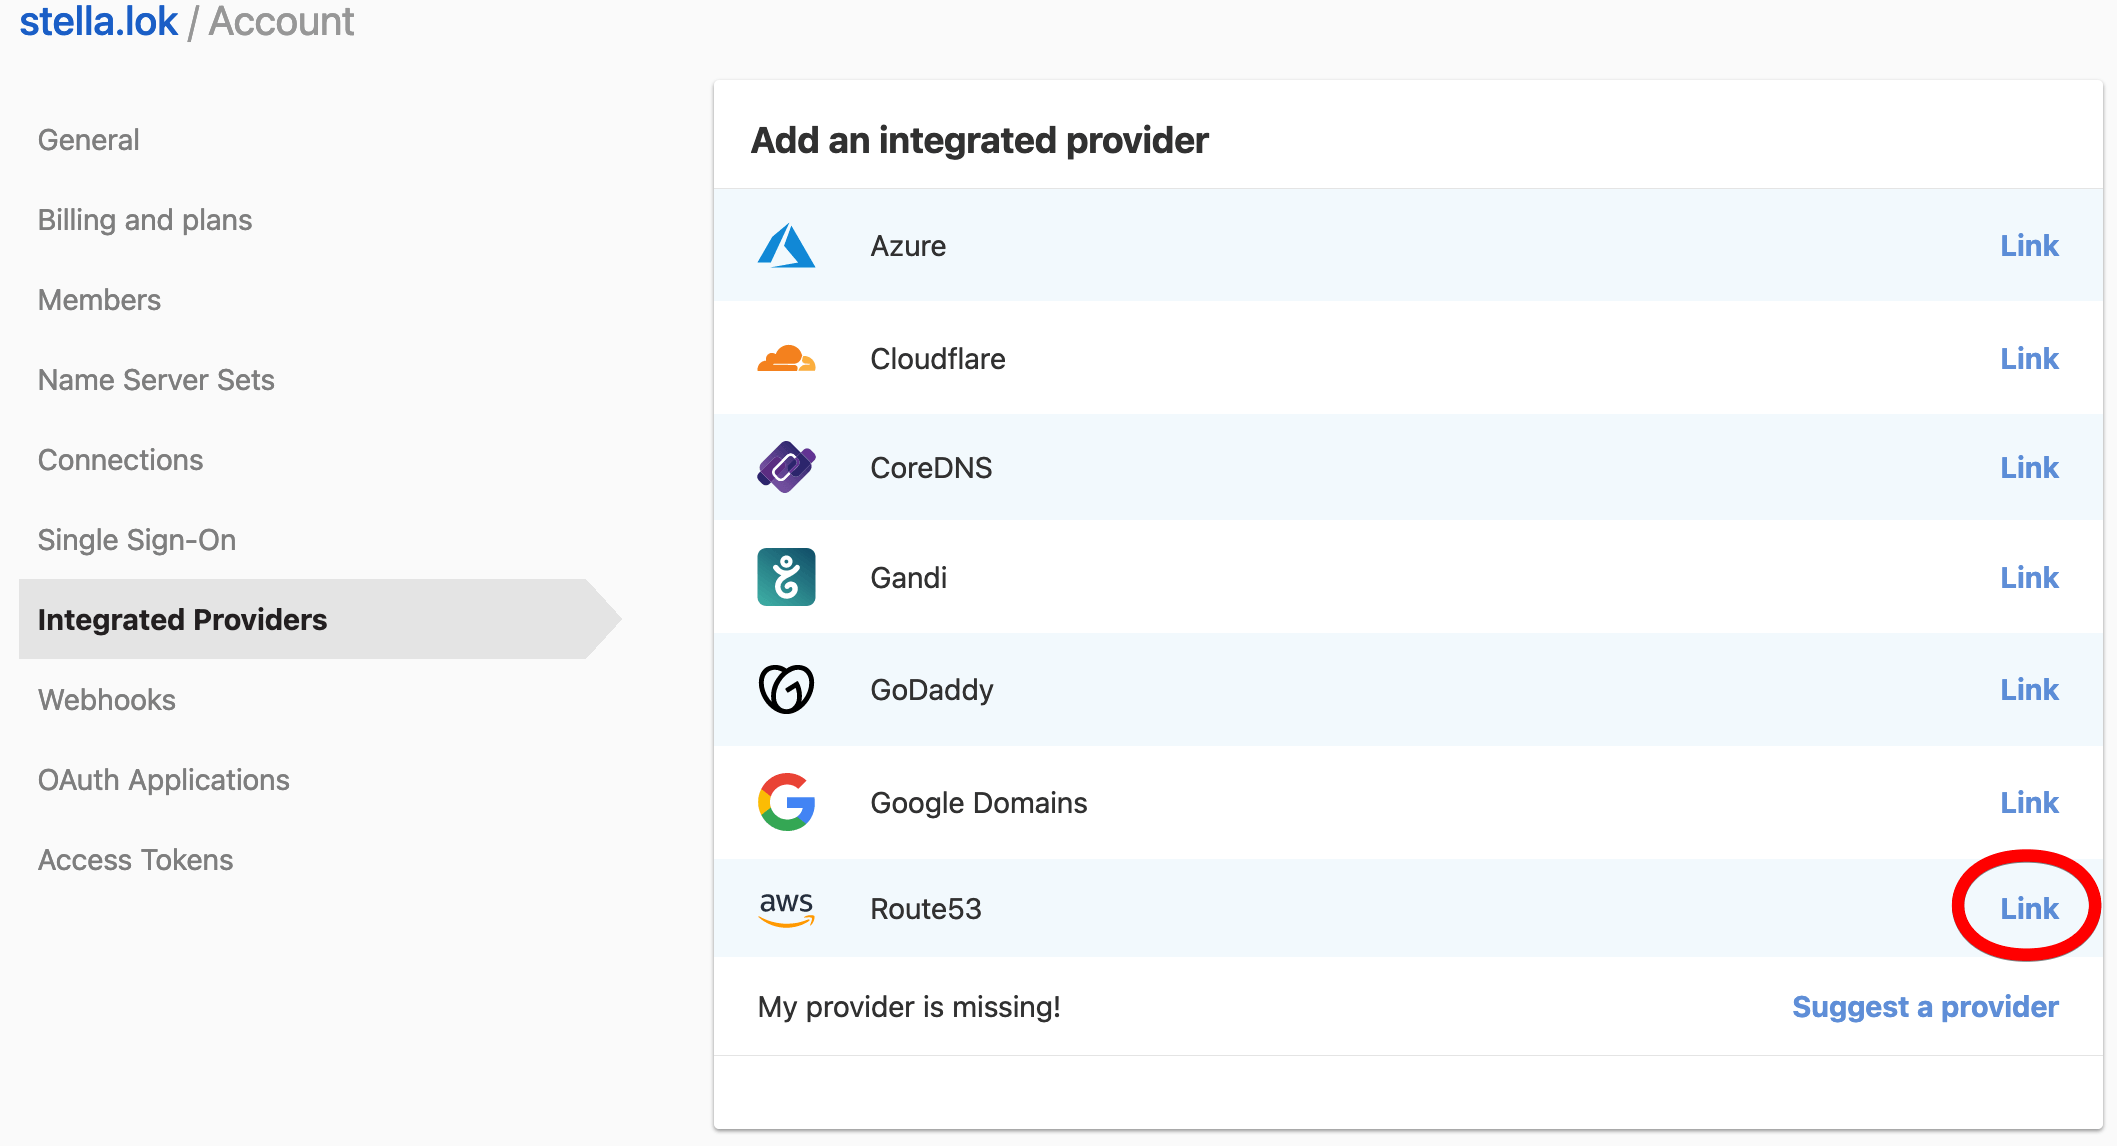 stella.lok / Account
General
Billing and plans
Members
Name Server Sets
Connections
Single Sign-On
Integrated Providers
Webhooks
OAuth Applications
Access Tokens
Add an integrated provider
Azure Link
Cloudflare Link
CoreDNS Link
Gandi Link
GoDaddy Link
Google Domains Link
aws Route53 Link
My provider is missing! Suggest a provider